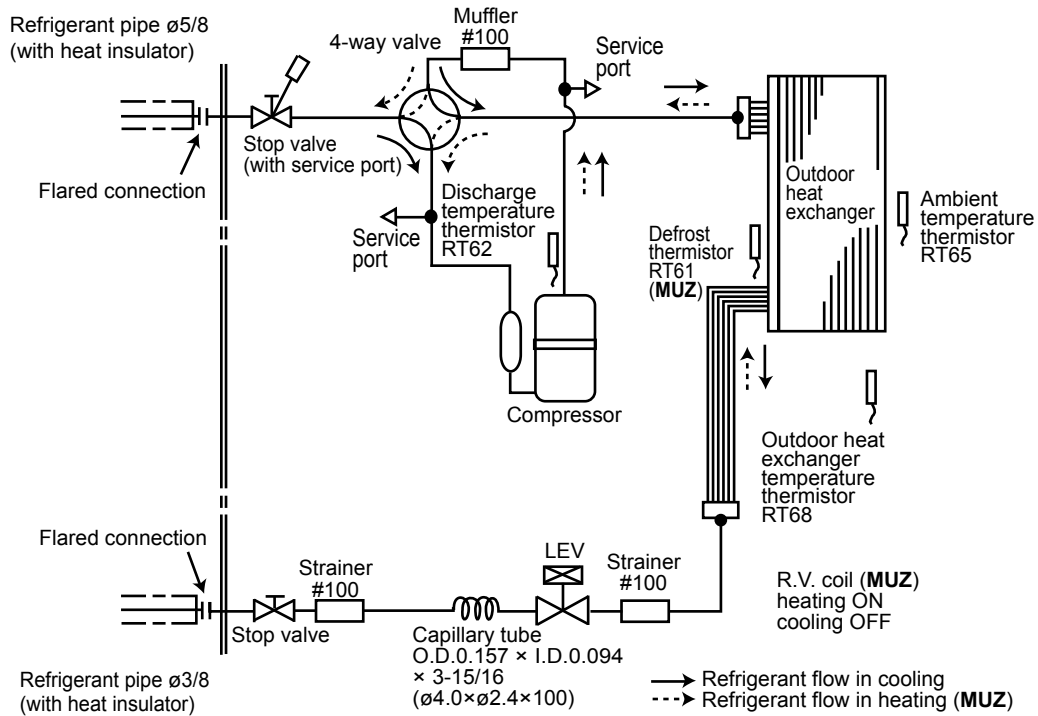 Refrigerant pipe ø5/8
(with heat insulator)
4-way valve
Muffler
#100
Service
port
Stop valve
(with service port)
Flared connection
Discharge
temperature
thermistor
RT62
Service
port
Outdoor
heat
exchanger
Ambient
temperature
thermistor
RT65
Defrost
thermistor
RT61
(MUZ)
Compressor
Outdoor heat
exchanger
temperature
thermistor
RT68
Flared connection
Strainer
#100
LEV
Strainer
#100
R.V. coil (MUZ)
heating ON
cooling OFF
Stop valve
Capillary tube
O.D.0.157 × I.D.0.094
× 3-15/16
(ø4.0×ø2.4×100)
Refrigerant pipe ø3/8
(with heat insulator)
Refrigerant flow in cooling
Refrigerant flow in heating (MUZ)